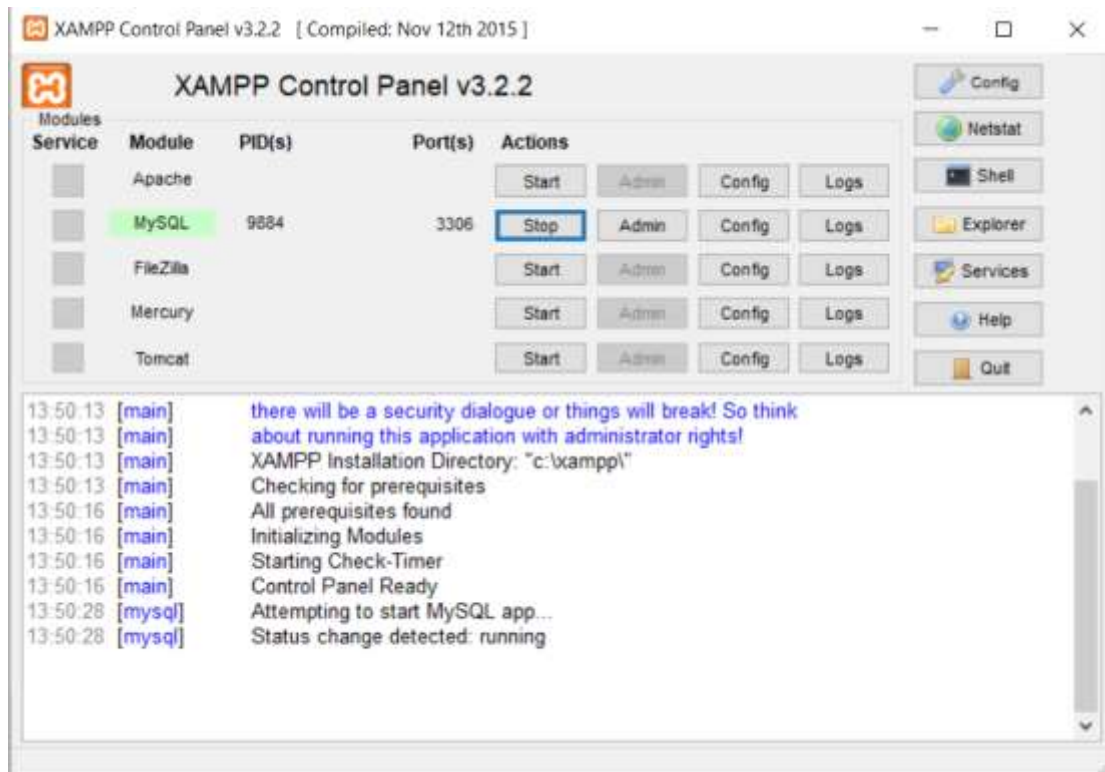 XAMPP Control Panel v3.2.2 [ Compiled: Nov 12th 2015 ]
XAMPP Control Panel v3.2.2
Config
Modules
Service Module PID(s) Port(s) Actions
Netstat
Apache Start Admin Config Logs
Shell
MySQL 9884 3306 Stop Admin Config Logs
Explorer
FileZilla Start Admin Config Logs
Services
Mercury Start Admin Config Logs
Help
Tomcat Start Admin Config Logs
Quit
13:50:13 [main] there will be a security dialogue or things will break! So think
13:50:13 [main] about running this application with administrator rights!
13:50:13 [main] XAMPP Installation Directory: "c:\xampp\"
13:50:13 [main] Checking for prerequisites
13:50:16 [main] All prerequisites found
13:50:16 [main] Initializing Modules
13:50:16 [main] Starting Check-Timer
13:50:16 [main] Control Panel Ready
13:50:28 [mysql] Attempting to start MySQL app...
13:50:28 [mysql] Status change detected: running